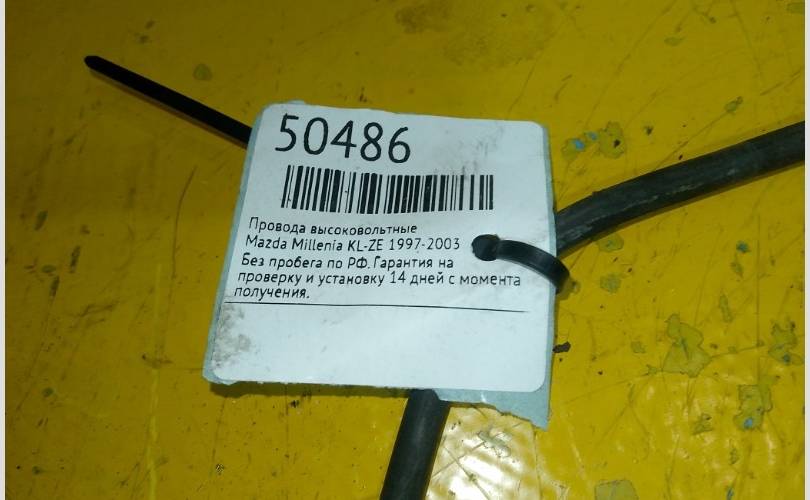 50486
Провода высоковольтные
Mazda Millenia KL-ZE 1997-2003
Без пробега по РФ. Гарантия на
проверку и установку 14 дней с момента
получения.